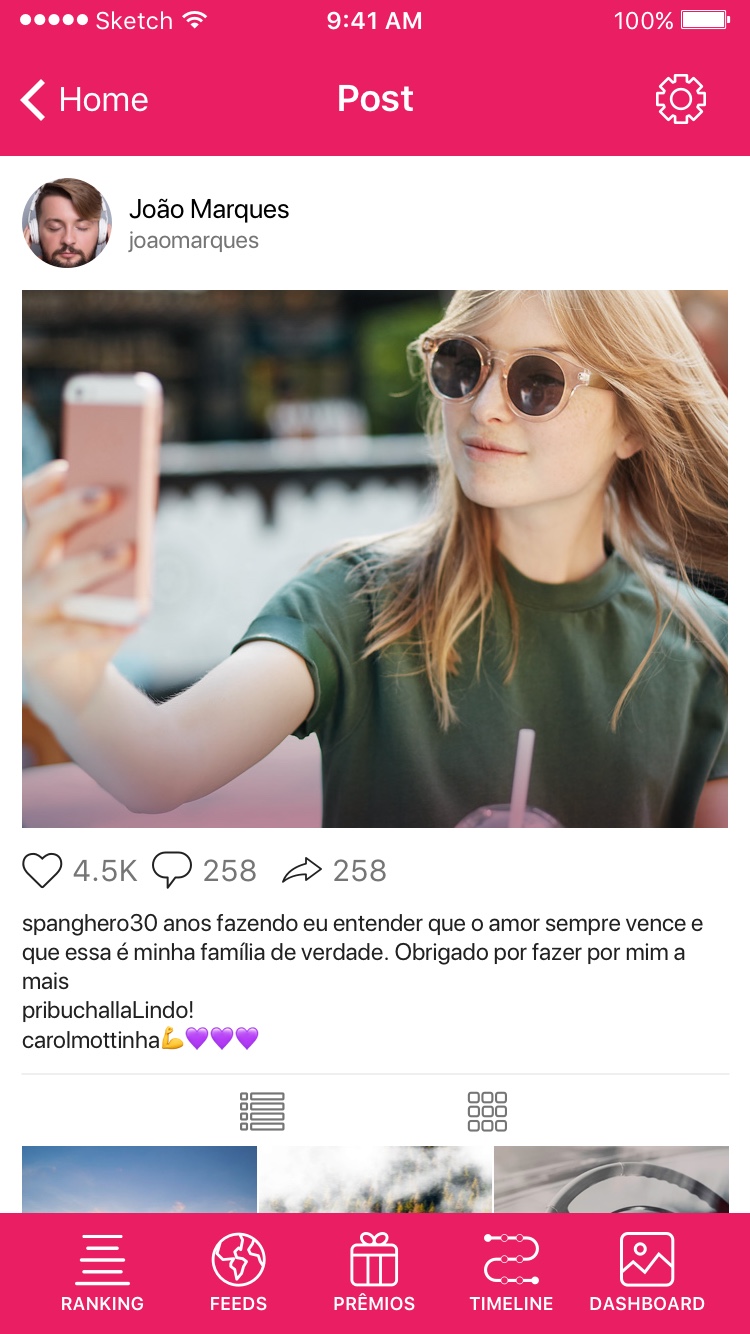 Sketch 9:41 AM 100%
Home Post
João Marques
joaomarques
4.5K 258 258
spanghero30 anos fazendo eu entender que o amor sempre vence e
que essa é minha família de verdade. Obrigado por fazer por mim a
mais
pribuchallaLindo!
carolmottinha💪💜💜💜
RANKING FEEDS PRÊMIOS TIMELINE DASHBOARD